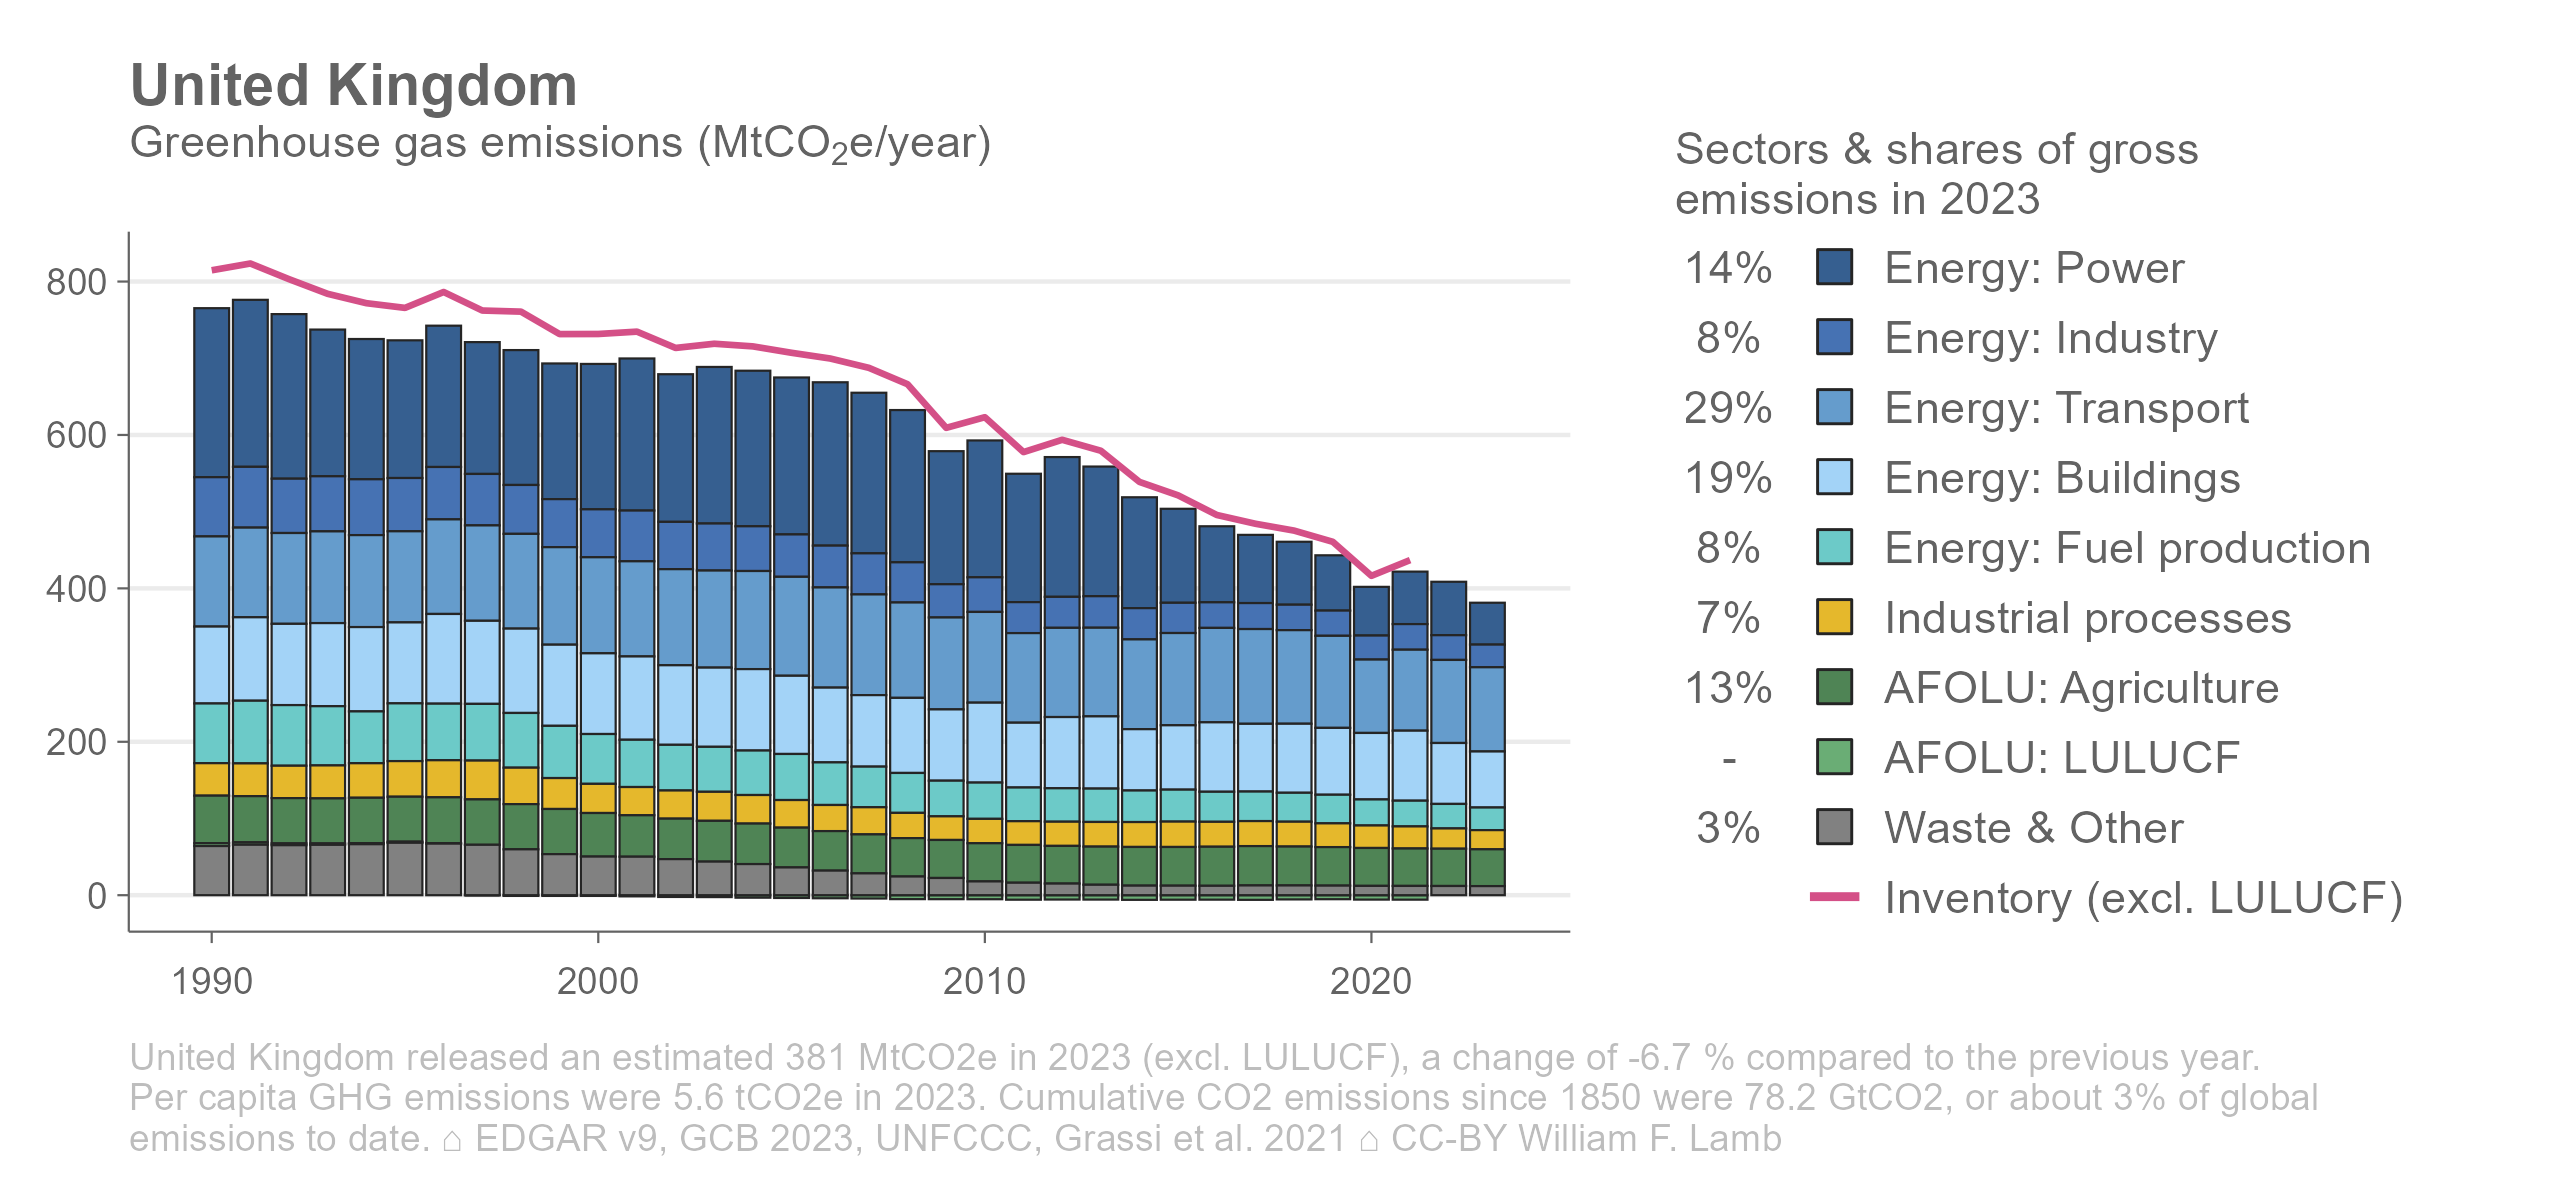 United Kingdom
Greenhouse gas emissions (MtCO₂e/year)
800
600
400
200
0
1990
2000
2010
2020
Sectors & shares of gross
emissions in 2023
14% Energy: Power
8% Energy: Industry
29% Energy: Transport
19% Energy: Buildings
8% Energy: Fuel production
7% Industrial processes
13% AFOLU: Agriculture
- AFOLU: LULUCF
3% Waste & Other
Inventory (excl. LULUCF)
United Kingdom released an estimated 381 MtCO2e in 2023 (excl. LULUCF), a change of -6.7 % compared to the previous year.
Per capita GHG emissions were 5.6 tCO2e in 2023. Cumulative CO2 emissions since 1850 were 78.2 GtCO2, or about 3% of global
emissions to date. ⌂ EDGAR v9, GCB 2023, UNFCCC, Grassi et al. 2021 ⌂ CC-BY William F. Lamb